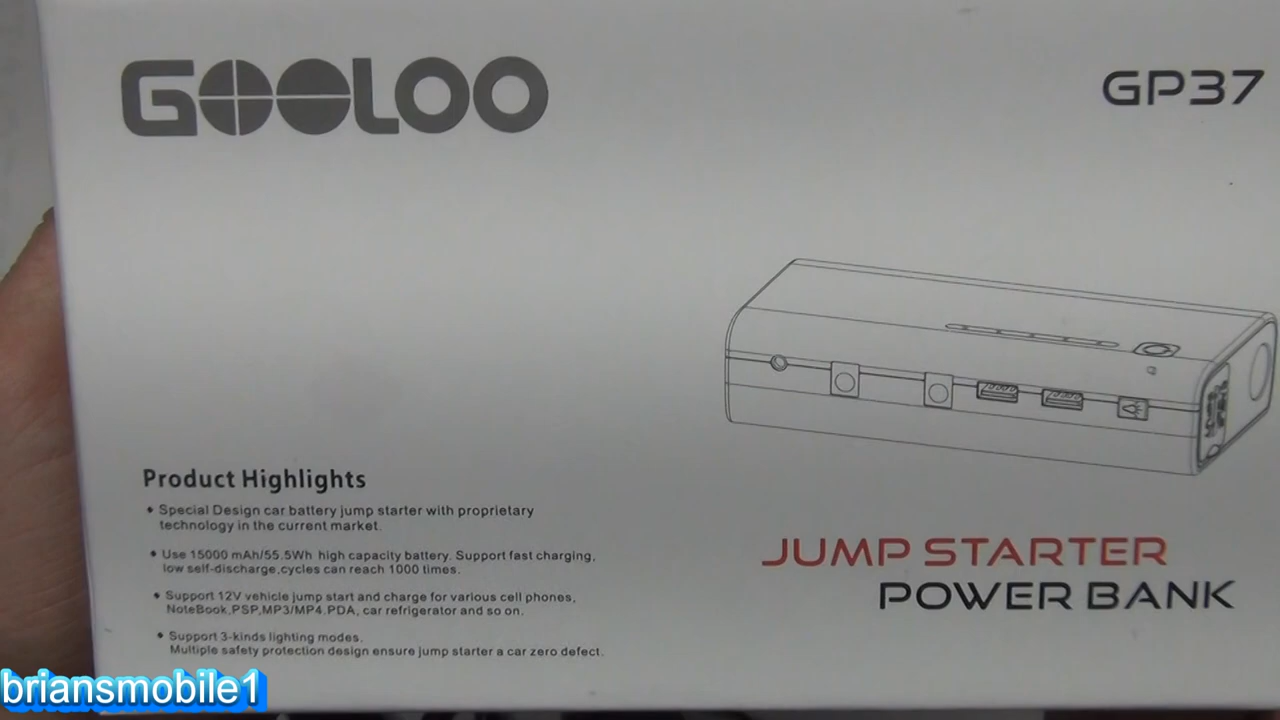 GOOLOO
GP37
Product Highlights
• Special Design car battery jump starter with proprietary
technology in the current market.
• Use 15000 mAh/55.5Wh high capacity battery. Support fast charging,
low self-discharge,cycles can reach 1000 times.
• Support 12V vehicle jump start and charge for various cell phones,
NoteBook,PSP,MP3/MP4,PDA, car refrigerator and so on.
• Support 3-kinds lighting modes.
Multiple safety protection design ensure jump starter a car zero defect.
JUMP STARTER
POWER BANK
briansmobile1